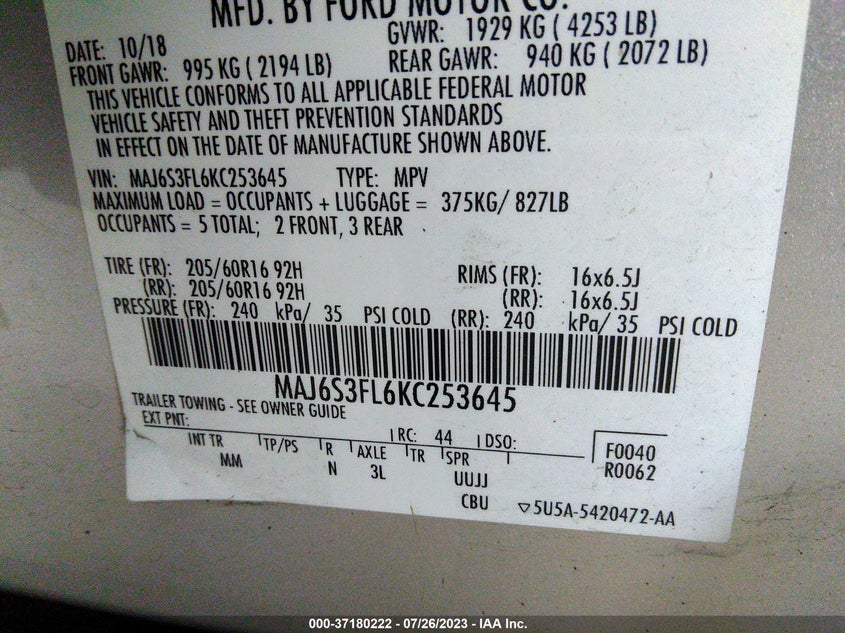 MFD. BY FORD MOTOR CO.
DATE: 10/18 GVWR: 1929 KG ( 4253 LB)
FRONT GAWR: 995 KG ( 2194 LB) REAR GAWR: 940 KG ( 2072 LB)
THIS VEHICLE CONFORMS TO ALL APPLICABLE FEDERAL MOTOR
VEHICLE SAFETY AND THEFT PREVENTION STANDARDS
IN EFFECT ON THE DATE OF MANUFACTURE SHOWN ABOVE.
VIN: MAJ6S3FL6KC253645 TYPE: MPV
MAXIMUM LOAD = OCCUPANTS + LUGGAGE = 375KG/ 827LB
OCCUPANTS = 5 TOTAL; 2 FRONT, 3 REAR
TIRE (FR): 205/60R16 92H RIMS (FR): 16x6.5J
(RR): 205/60R16 92H (RR): 16x6.5J
PRESSURE (FR): 240 kPa/ 35 PSI COLD (RR): 240 kPa/ 35 PSI COLD
MAJ6S3FL6KC253645
TRAILER TOWING - SEE OWNER GUIDE
EXT PNT: RC: 44 DSO: F0040
INT TR TP/PS R AXLE TR SPR R0062
MM N 3L UUJJ
CBU 5U5A-5420472-AA
000-37180222 - 07/26/2023 - IAA Inc.